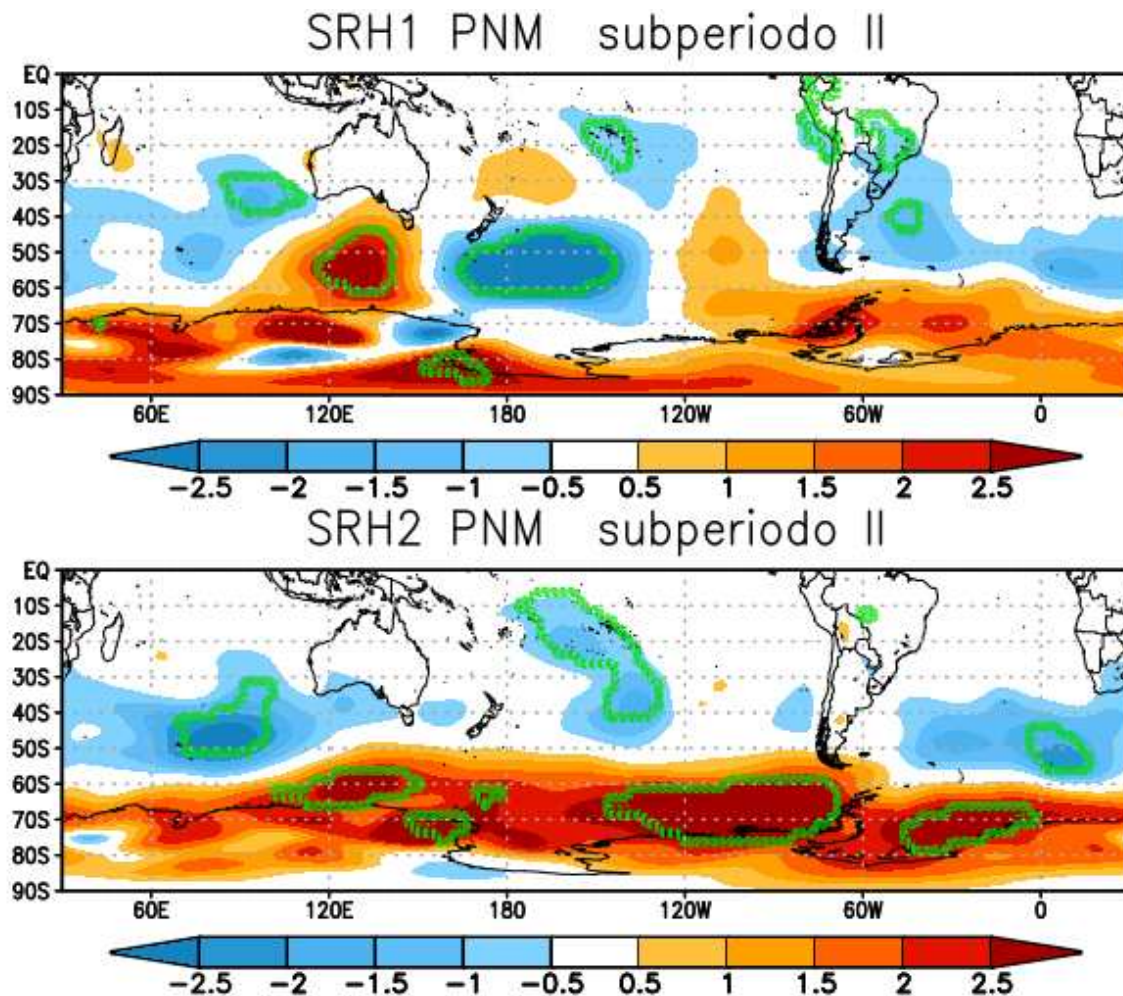 SRH1 PNM subperiodo II
EQ
10S
20S
30S
40S
50S
60S
70S
80S
90S
60E 120E 180 120W 60W 0
-2.5 -2 -1.5 -1 -0.5 0.5 1 1.5 2 2.5
SRH2 PNM subperiodo II
EQ
10S
20S
30S
40S
50S
60S
70S
80S
90S
60E 120E 180 120W 60W 0
-2.5 -2 -1.5 -1 -0.5 0.5 1 1.5 2 2.5